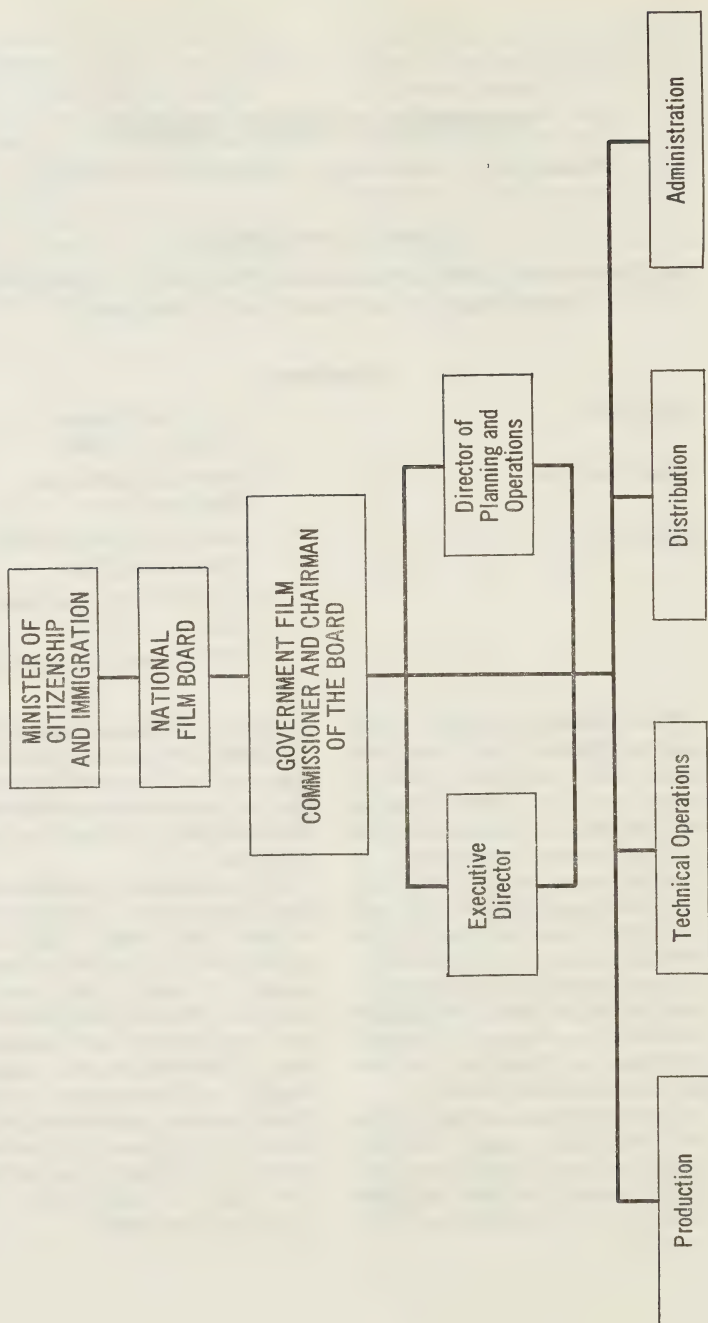 MINISTER OF
CITIZENSHIP
AND IMMIGRATION
NATIONAL
FILM BOARD
GOVERNMENT FILM
COMMISSIONER AND CHAIRMAN
OF THE BOARD
Executive
Director
Director of
Planning and
Operations
Production
Technical Operations
Distribution
Administration